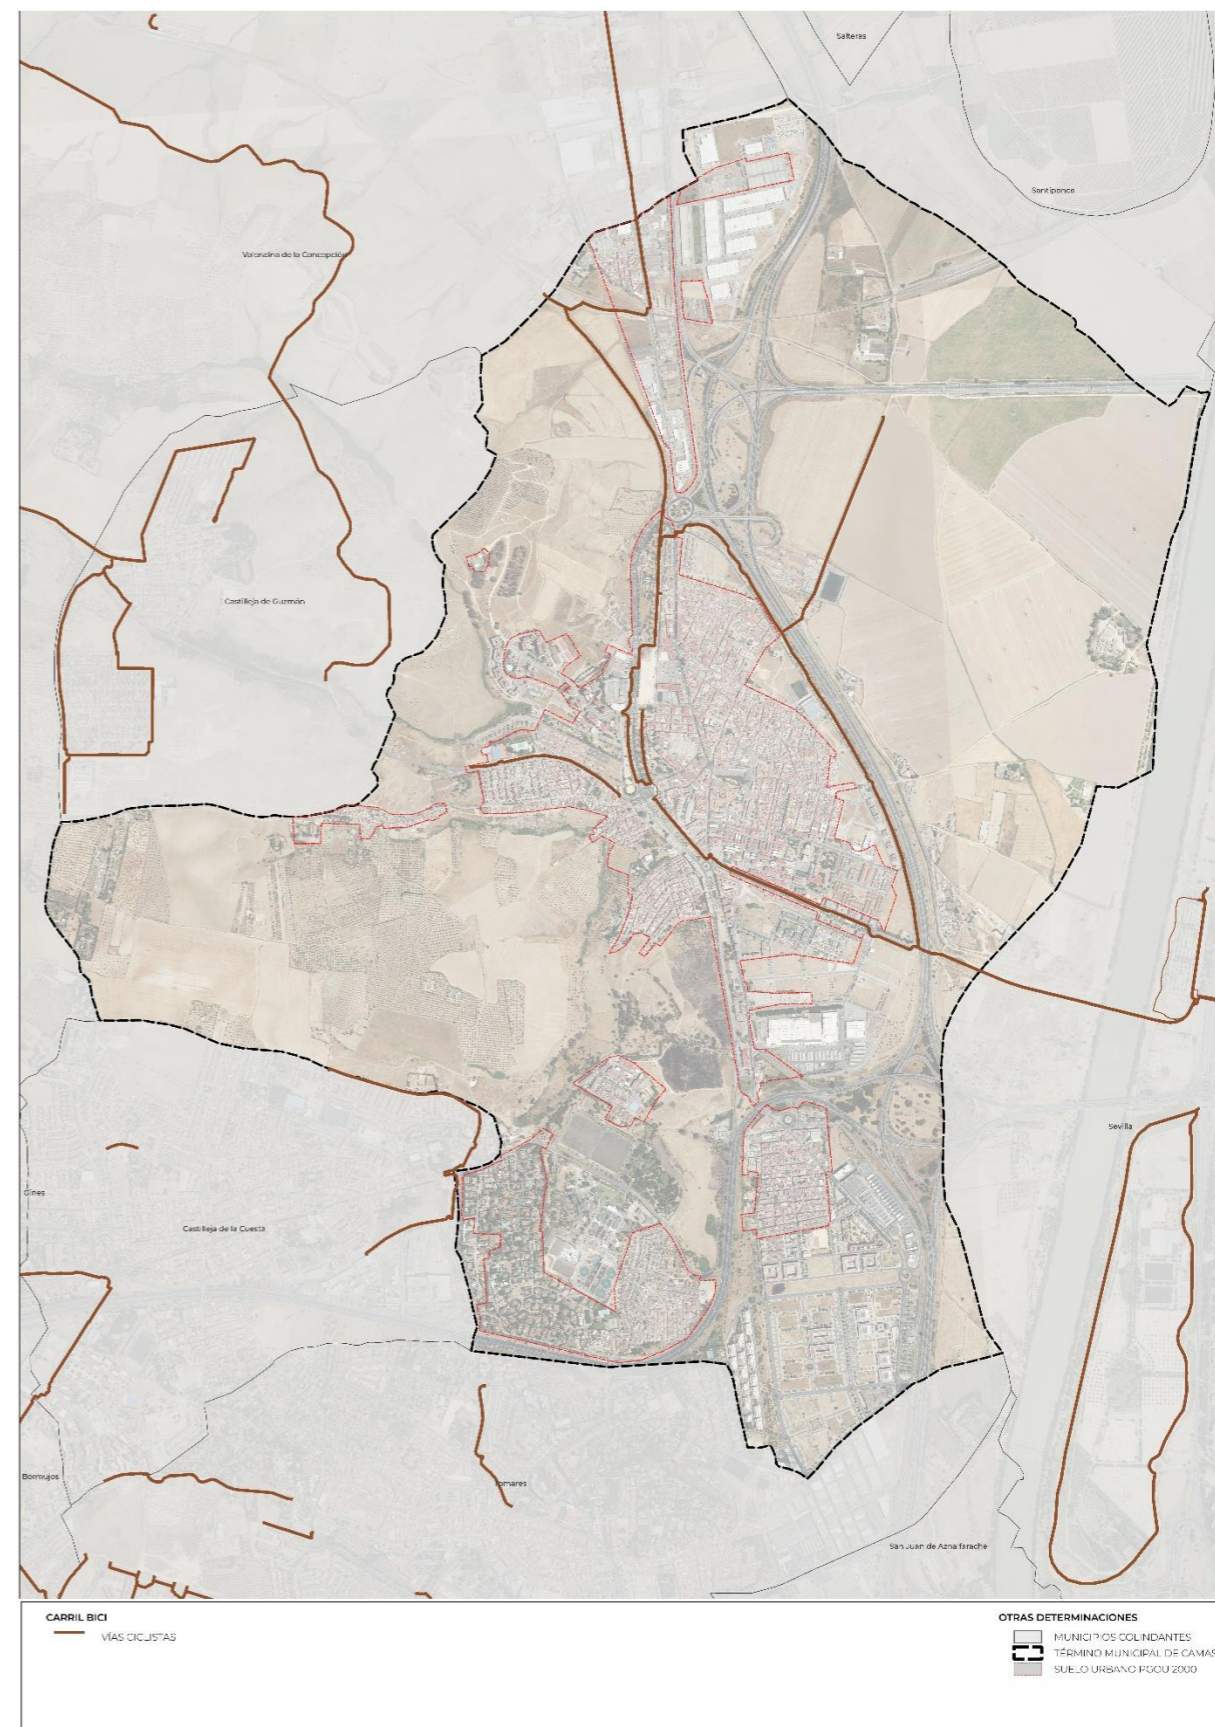 Salteras
Santiponce
Valencina de la Concepción
Castilleja de Guzmán
Sevilla
Gines
Castilleja de la Cuesta
Bormujos
Tomares
San Juan de Aznalfarache
CARRIL BICI
VÍAS CICLISTAS
OTRAS DETERMINACIONES
MUNICIPIOS COLINDANTES
TÉRMINO MUNICIPAL DE CAMAS
SUELO URBANO PGOU 2000